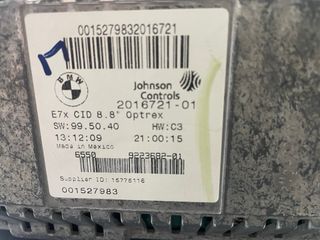 0015279832016721
BMW
Johnson
Controls
2016721-01
E7x CID 8.8" Optrex
SW:99.50.40 HW:C3
13:12:09 21:00:15
Made in Mexico
6550 9223682-01
Supplier ID: 15775116
001527983